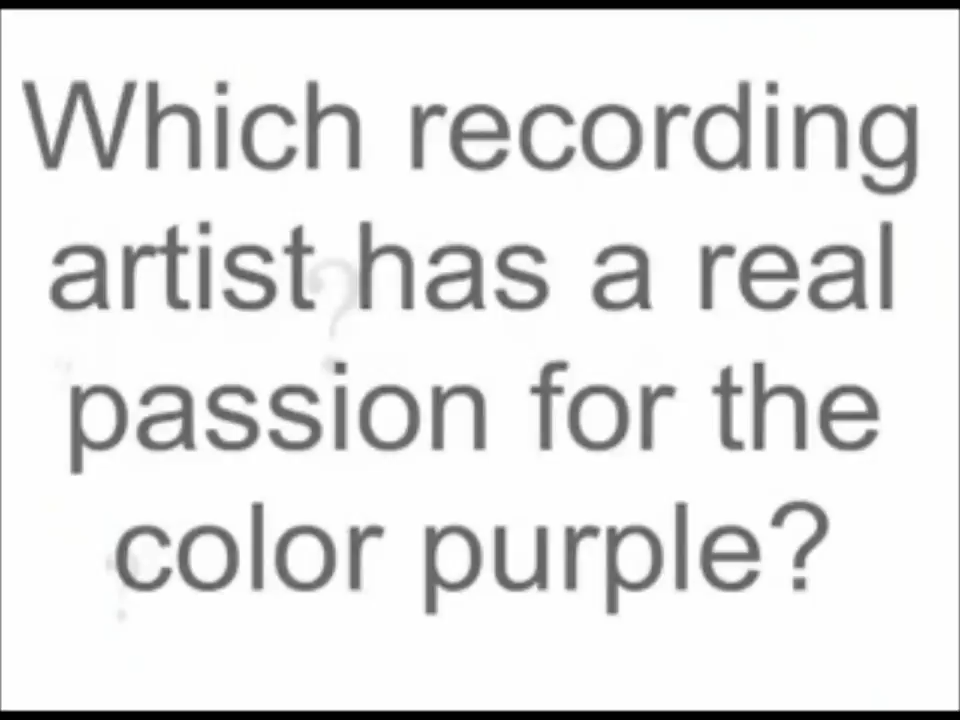 Which recording
artist has a real
passion for the
color purple?